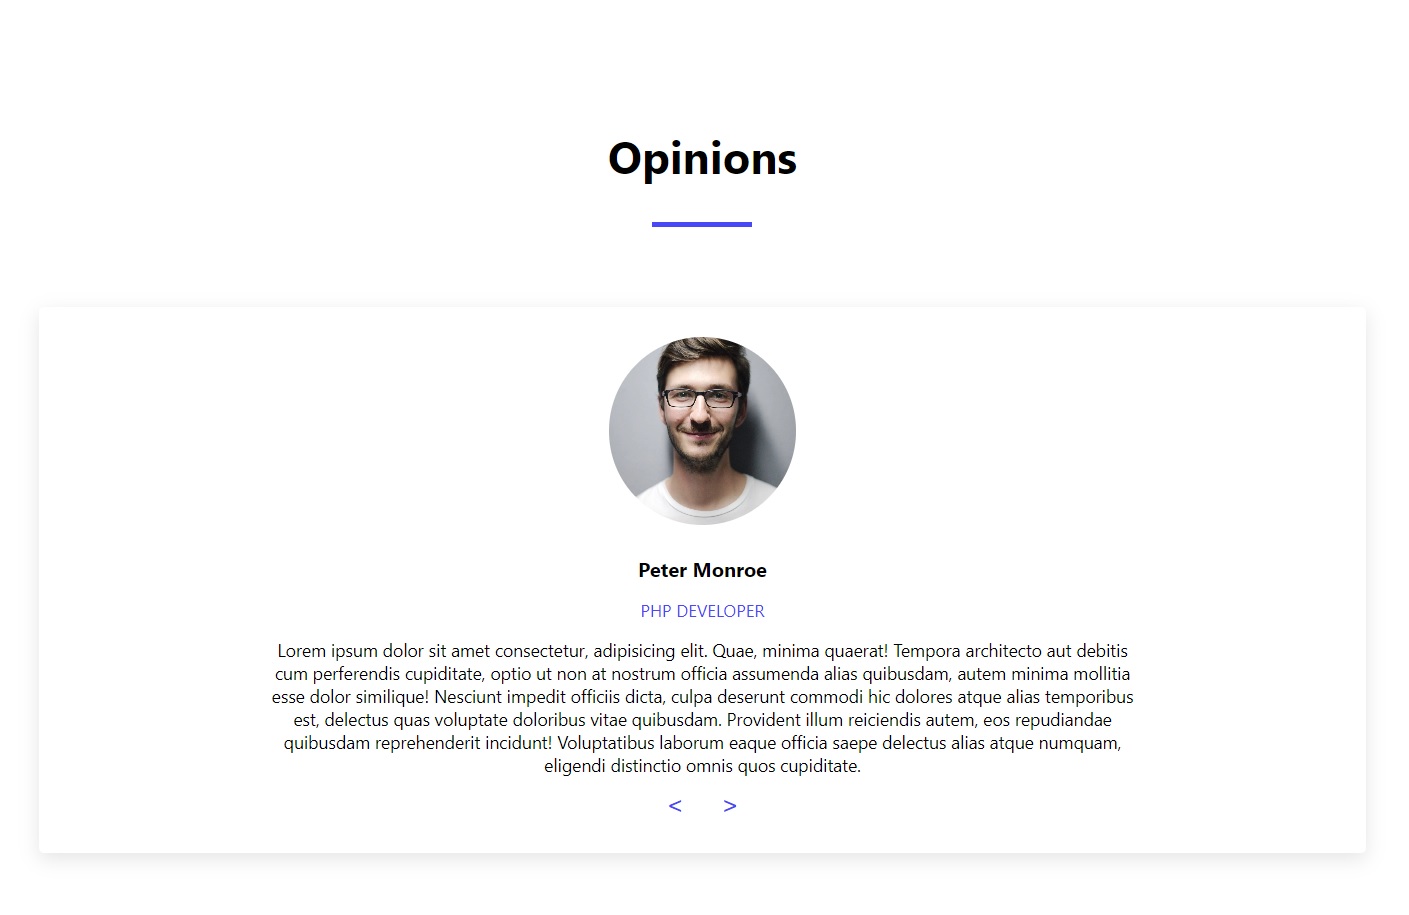 Opinions
Peter Monroe
PHP DEVELOPER
Lorem ipsum dolor sit amet consectetur, adipisicing elit. Quae, minima quaerat! Tempora architecto aut debitis
cum perferendis cupiditate, optio ut non at nostrum officia assumenda alias quibusdam, autem minima mollitia
esse dolor similique! Nesciunt impedit officiis dicta, culpa deserunt commodi hic dolores atque alias temporibus
est, delectus quas voluptate doloribus vitae quibusdam. Provident illum reiciendis autem, eos repudiandae
quibusdam reprehenderit incidunt! Voluptatibus laborum eaque officia saepe delectus alias atque numquam,
eligendi distinctio omnis quos cupiditate.
< >